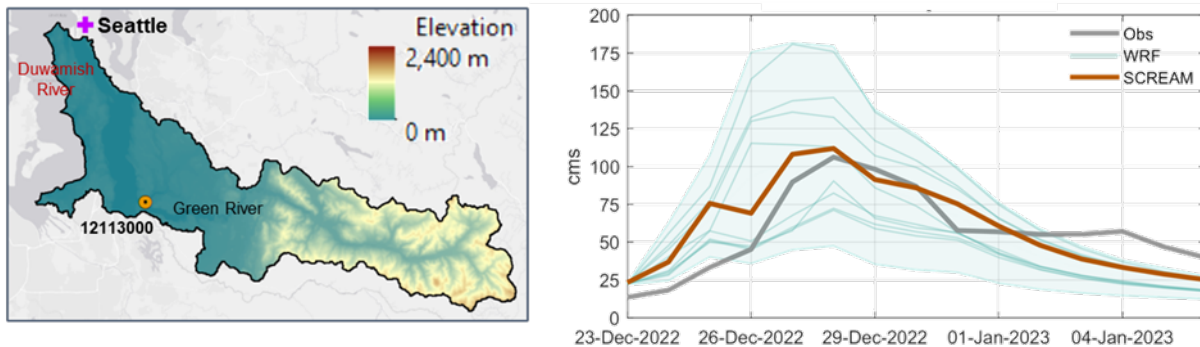 Seattle
Elevation
2,400 m
0 m
Duwamish
River
Green River
12113000
200
175
150
125
100
75
50
25
0
cms
Obs
WRF
SCREAM
23-Dec-2022
26-Dec-2022
29-Dec-2022
01-Jan-2023
04-Jan-2023